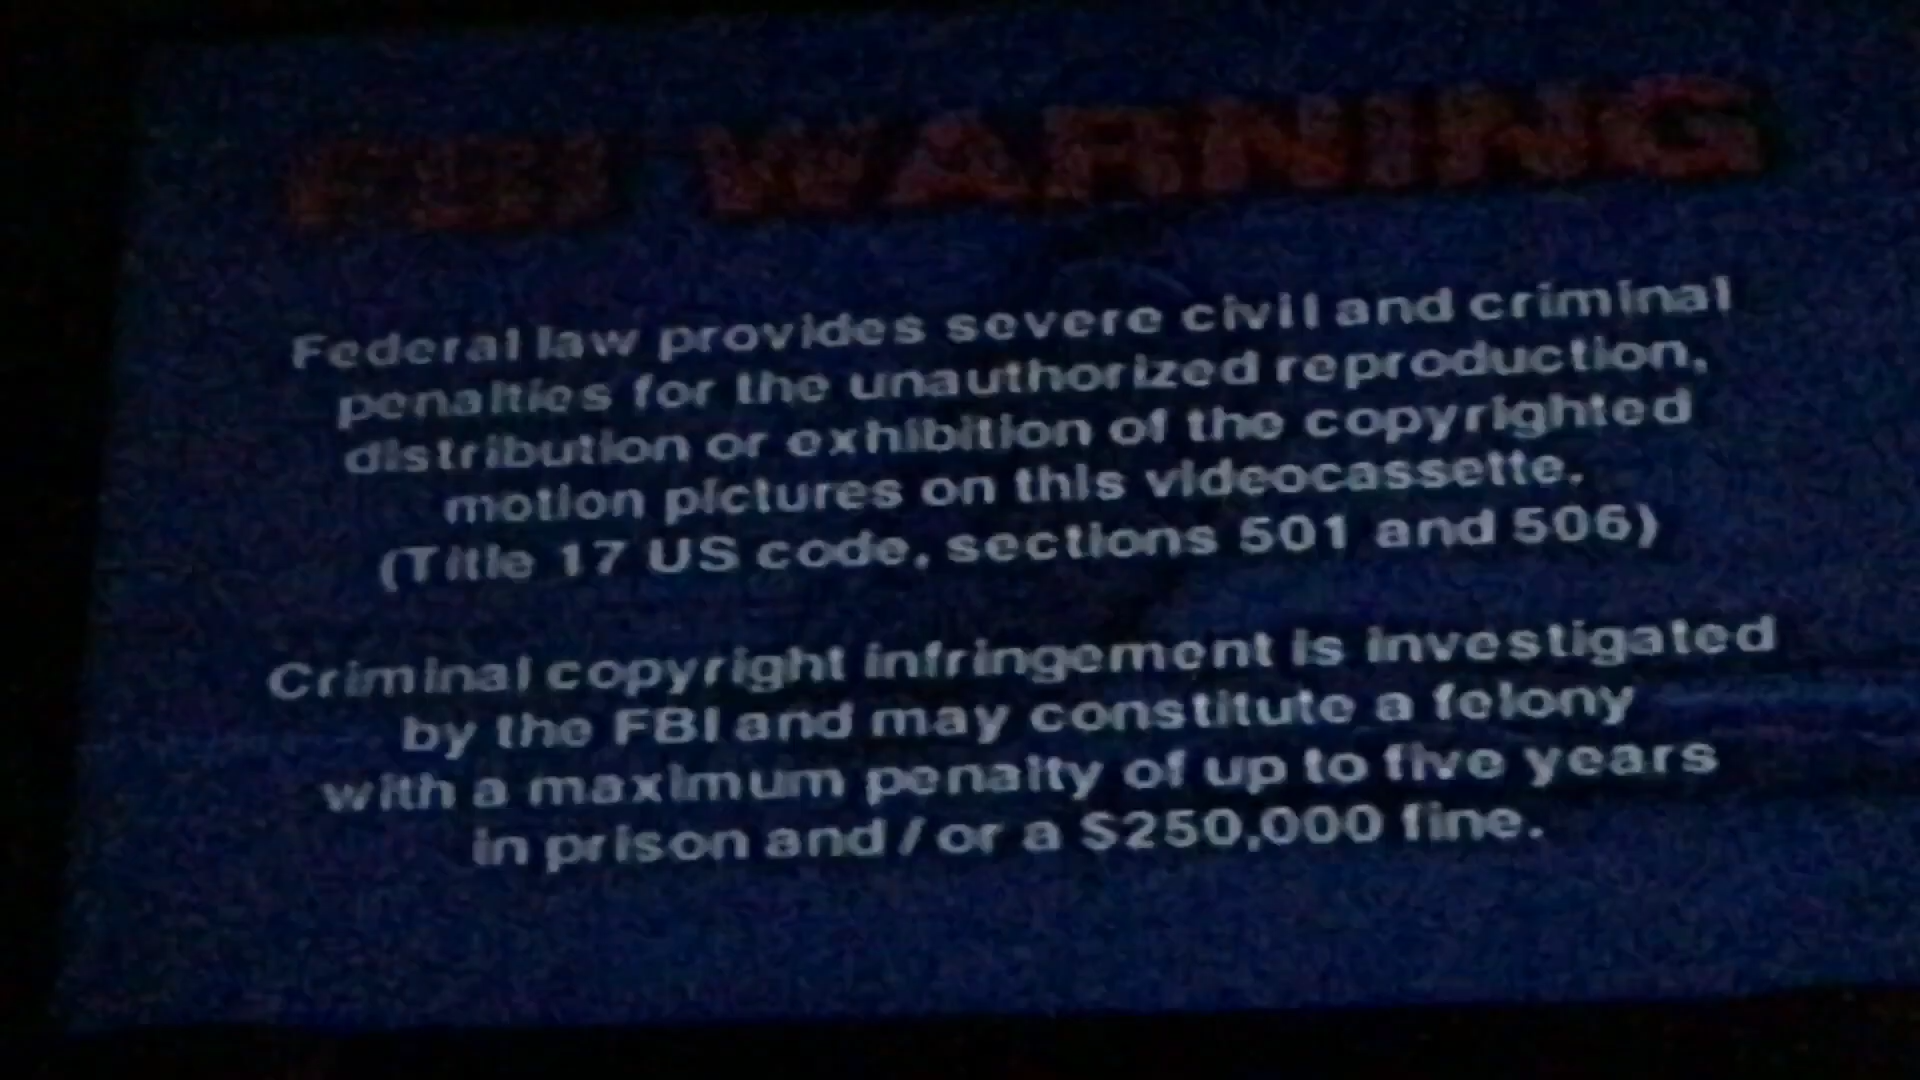 FBI WARNING
Federal law provides severe civil and criminal
penalties for the unauthorized reproduction,
distribution or exhibition of the copyrighted
motion pictures on this videocassette.
(Title 17 US code, sections 501 and 506)
Criminal copyright infringement is investigated
by the FBI and may constitute a felony
with a maximum penalty of up to five years
in prison and/or a $250,000 fine.